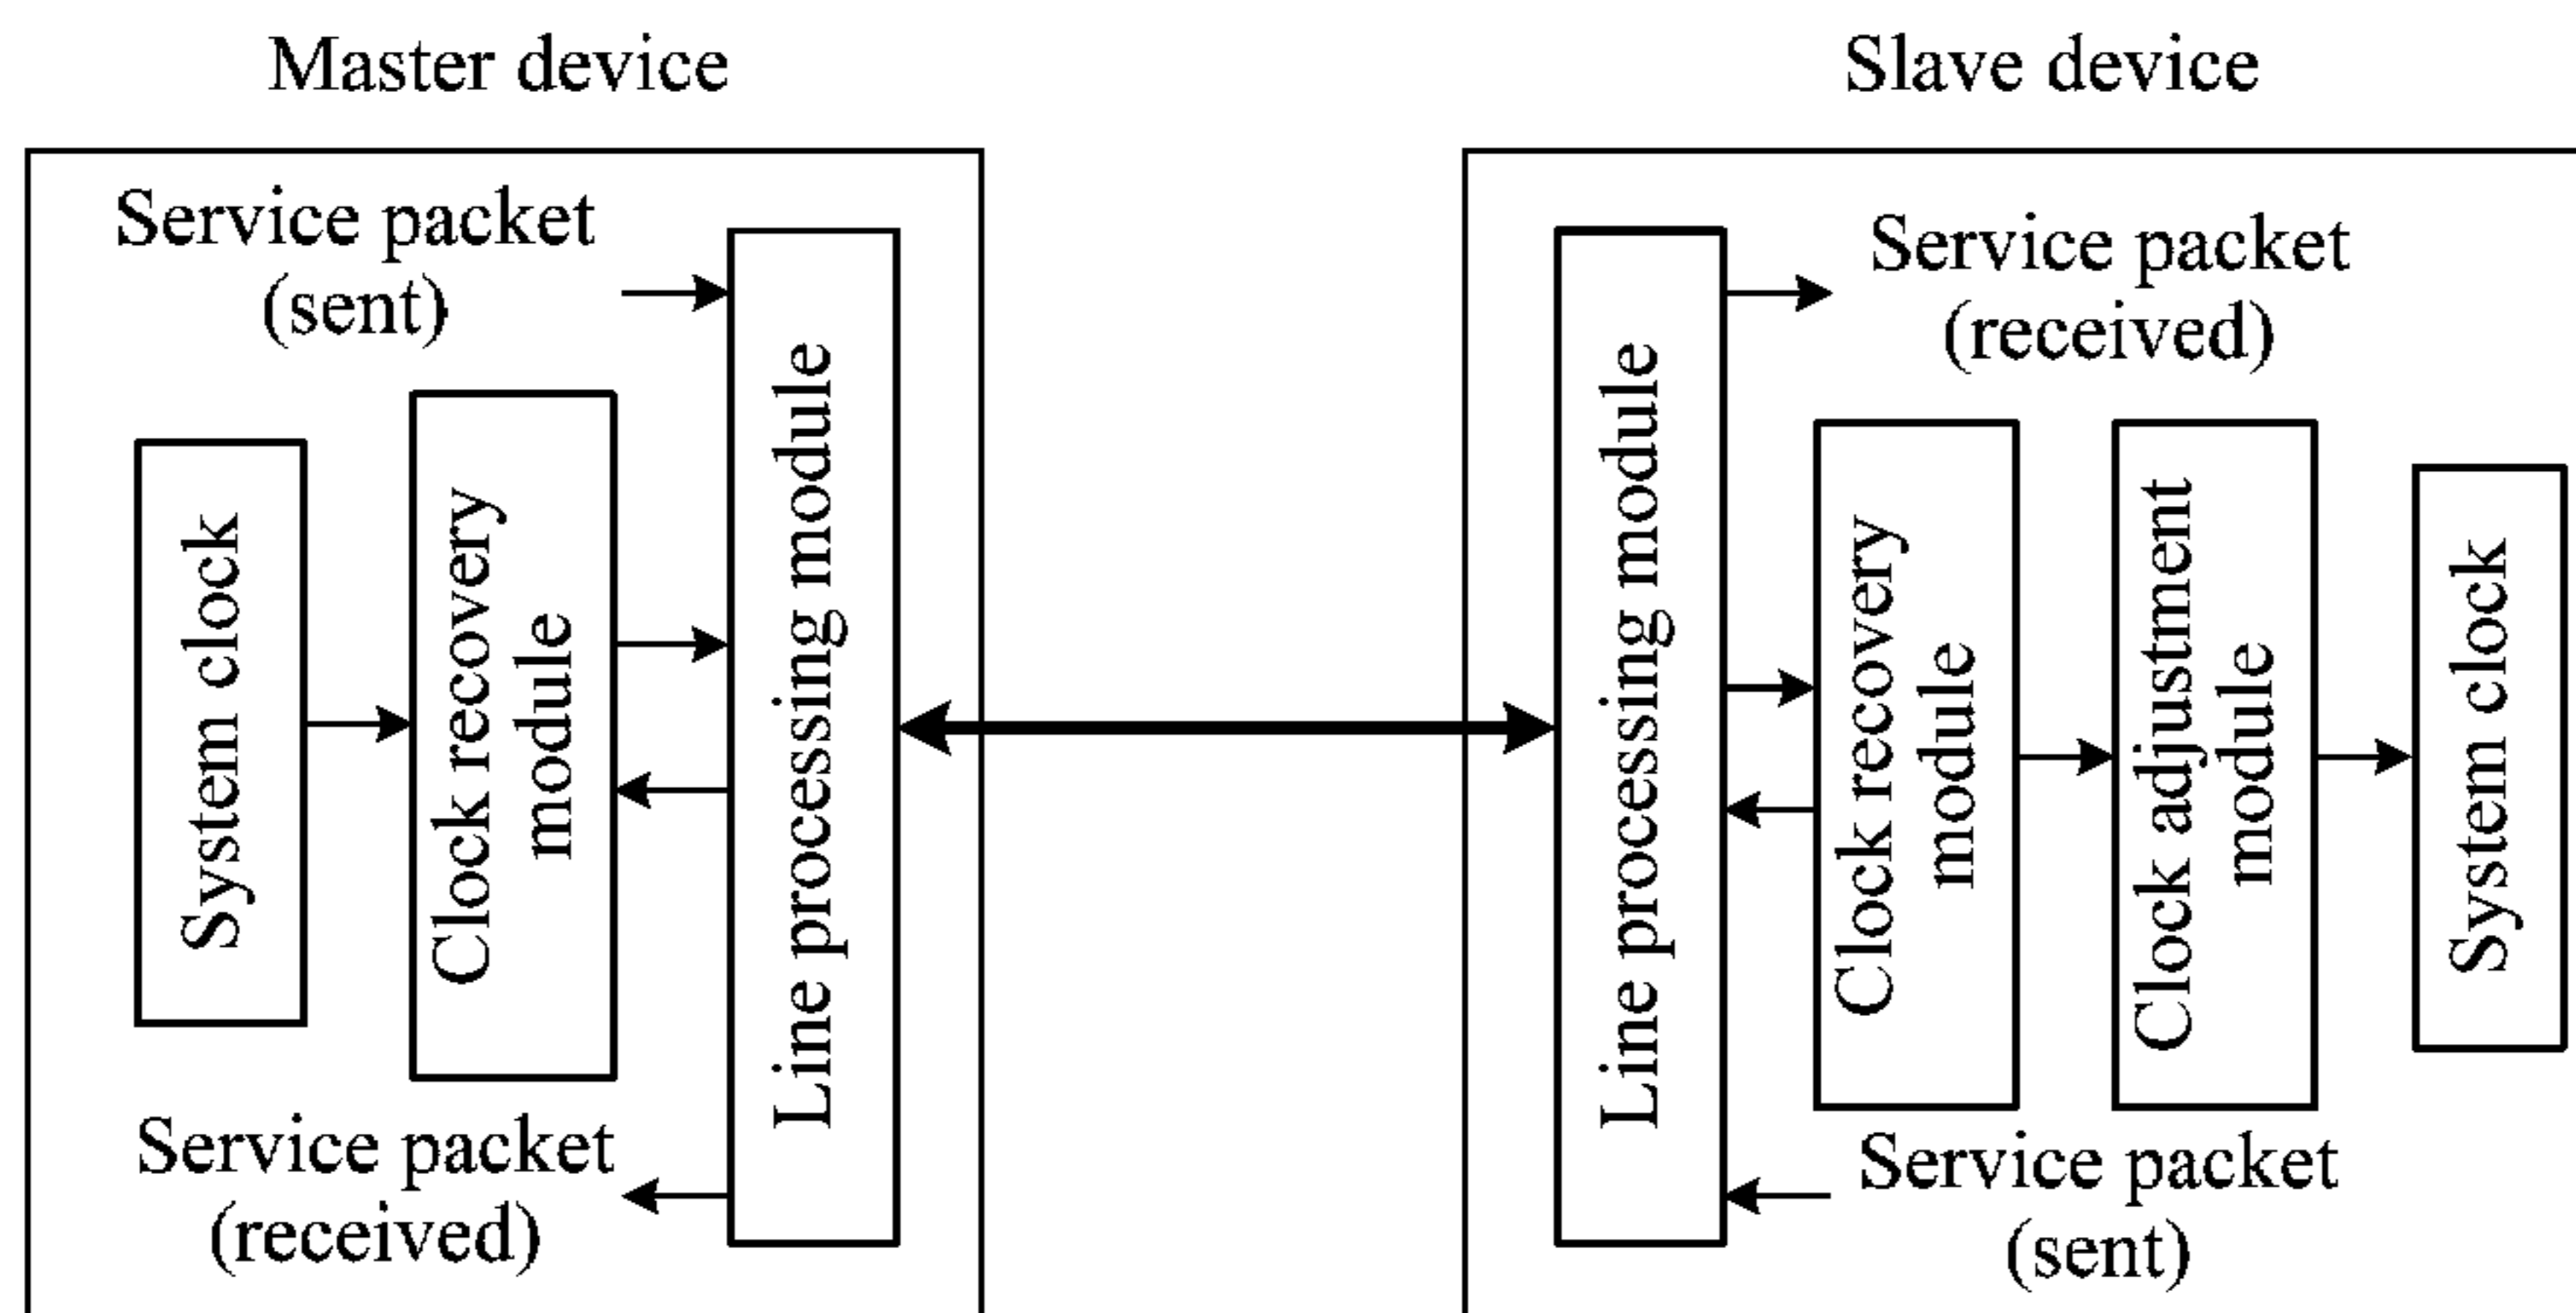 Master device
Service packet
(sent)
System clock
Clock recovery
module
Line processing module
Service packet
(received)
Slave device
Line processing module
Service packet
(received)
Clock recovery
module
Clock adjustment
module
System clock
Service packet
(sent)